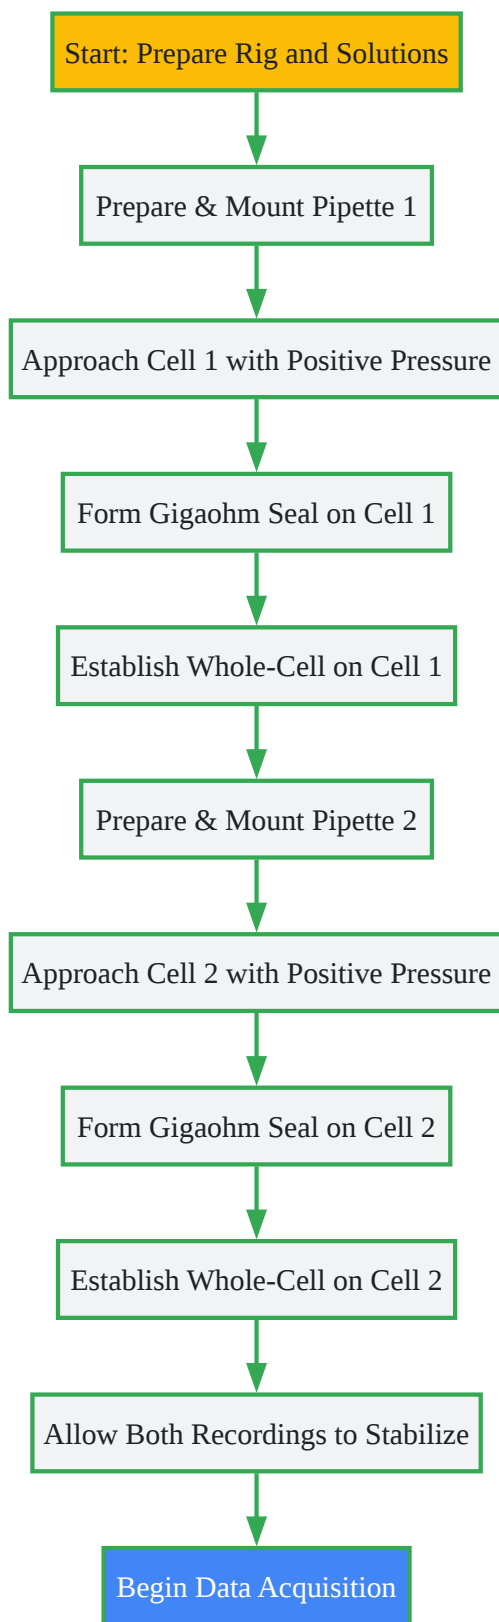 Start: Prepare Rig and Solutions
Prepare & Mount Pipette 1
Approach Cell 1 with Positive Pressure
Form Gigaohm Seal on Cell 1
Establish Whole-Cell on Cell 1
Prepare & Mount Pipette 2
Approach Cell 2 with Positive Pressure
Form Gigaohm Seal on Cell 2
Establish Whole-Cell on Cell 2
Allow Both Recordings to Stabilize
Begin Data Acquisition